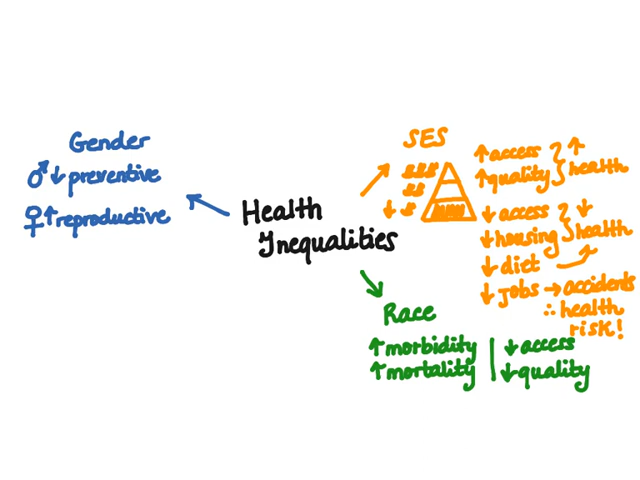 Gender
♂ ↓ preventive
♀ ↑ reproductive
Health
Inequalities
SES
$$$
$$
↓ $
↑ access
↑ quality } ↑ health
↓ access
↓ housing } ↓ health
↓ diet
↓ jobs → accidents
∴ health
risk!
Race
↑ morbidity | ↓ access
↑ mortality | ↓ quality